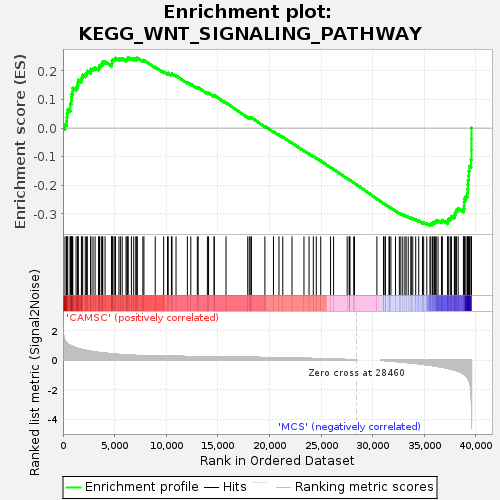 Enrichment plot:
KEGG_WNT_SIGNALING_PATHWAY
Enrichment score (ES)
0.2
0.1
0.0
-0.1
-0.2
-0.3
'CAMSC' (positively correlated)
Ranked list metric (Signal2Noise)
2
0
-2
-4
Zero cross at 28460
'MCS' (negatively correlated)
0 5,000 10,000 15,000 20,000 25,000 30,000 35,000 40,000
Rank in Ordered Dataset
Enrichment profile Hits Ranking metric scores